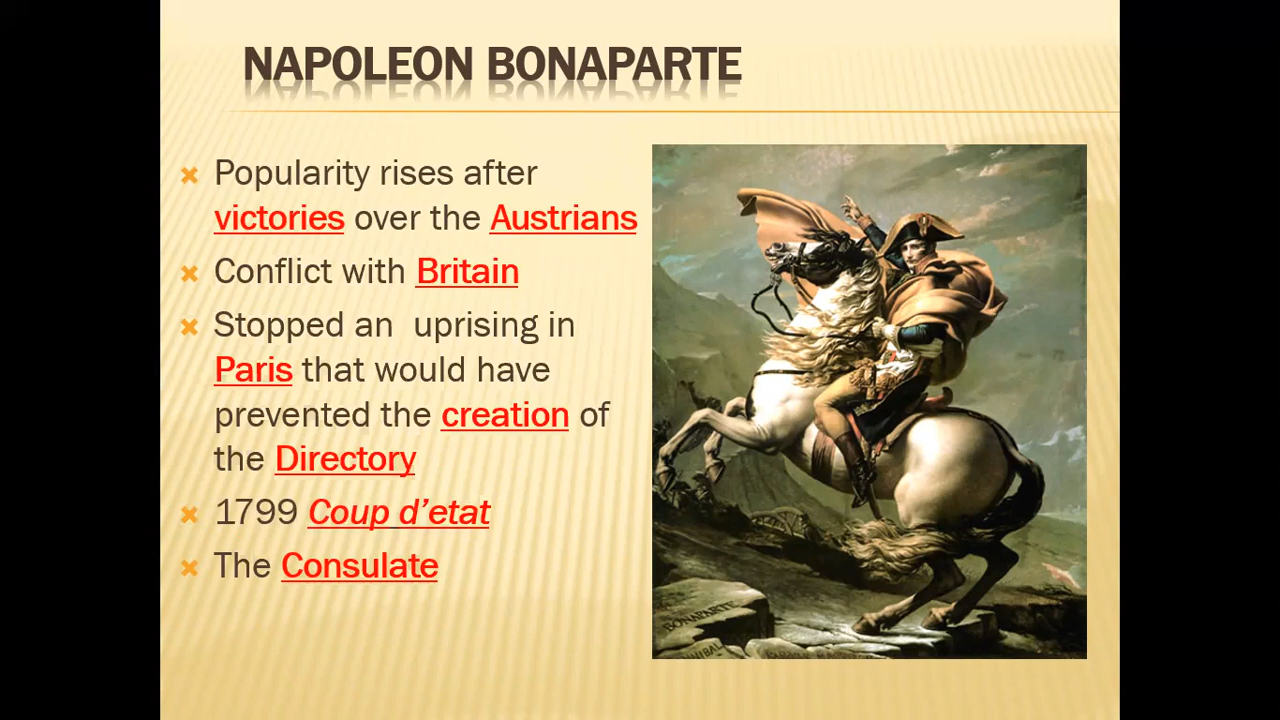 NAPOLEON BONAPARTE
Popularity rises after
victories over the Austrians
Conflict with Britain
Stopped an  uprising in
Paris that would have
prevented the creation of
the Directory
1799 Coup d’etat
The Consulate
BONAPARTE